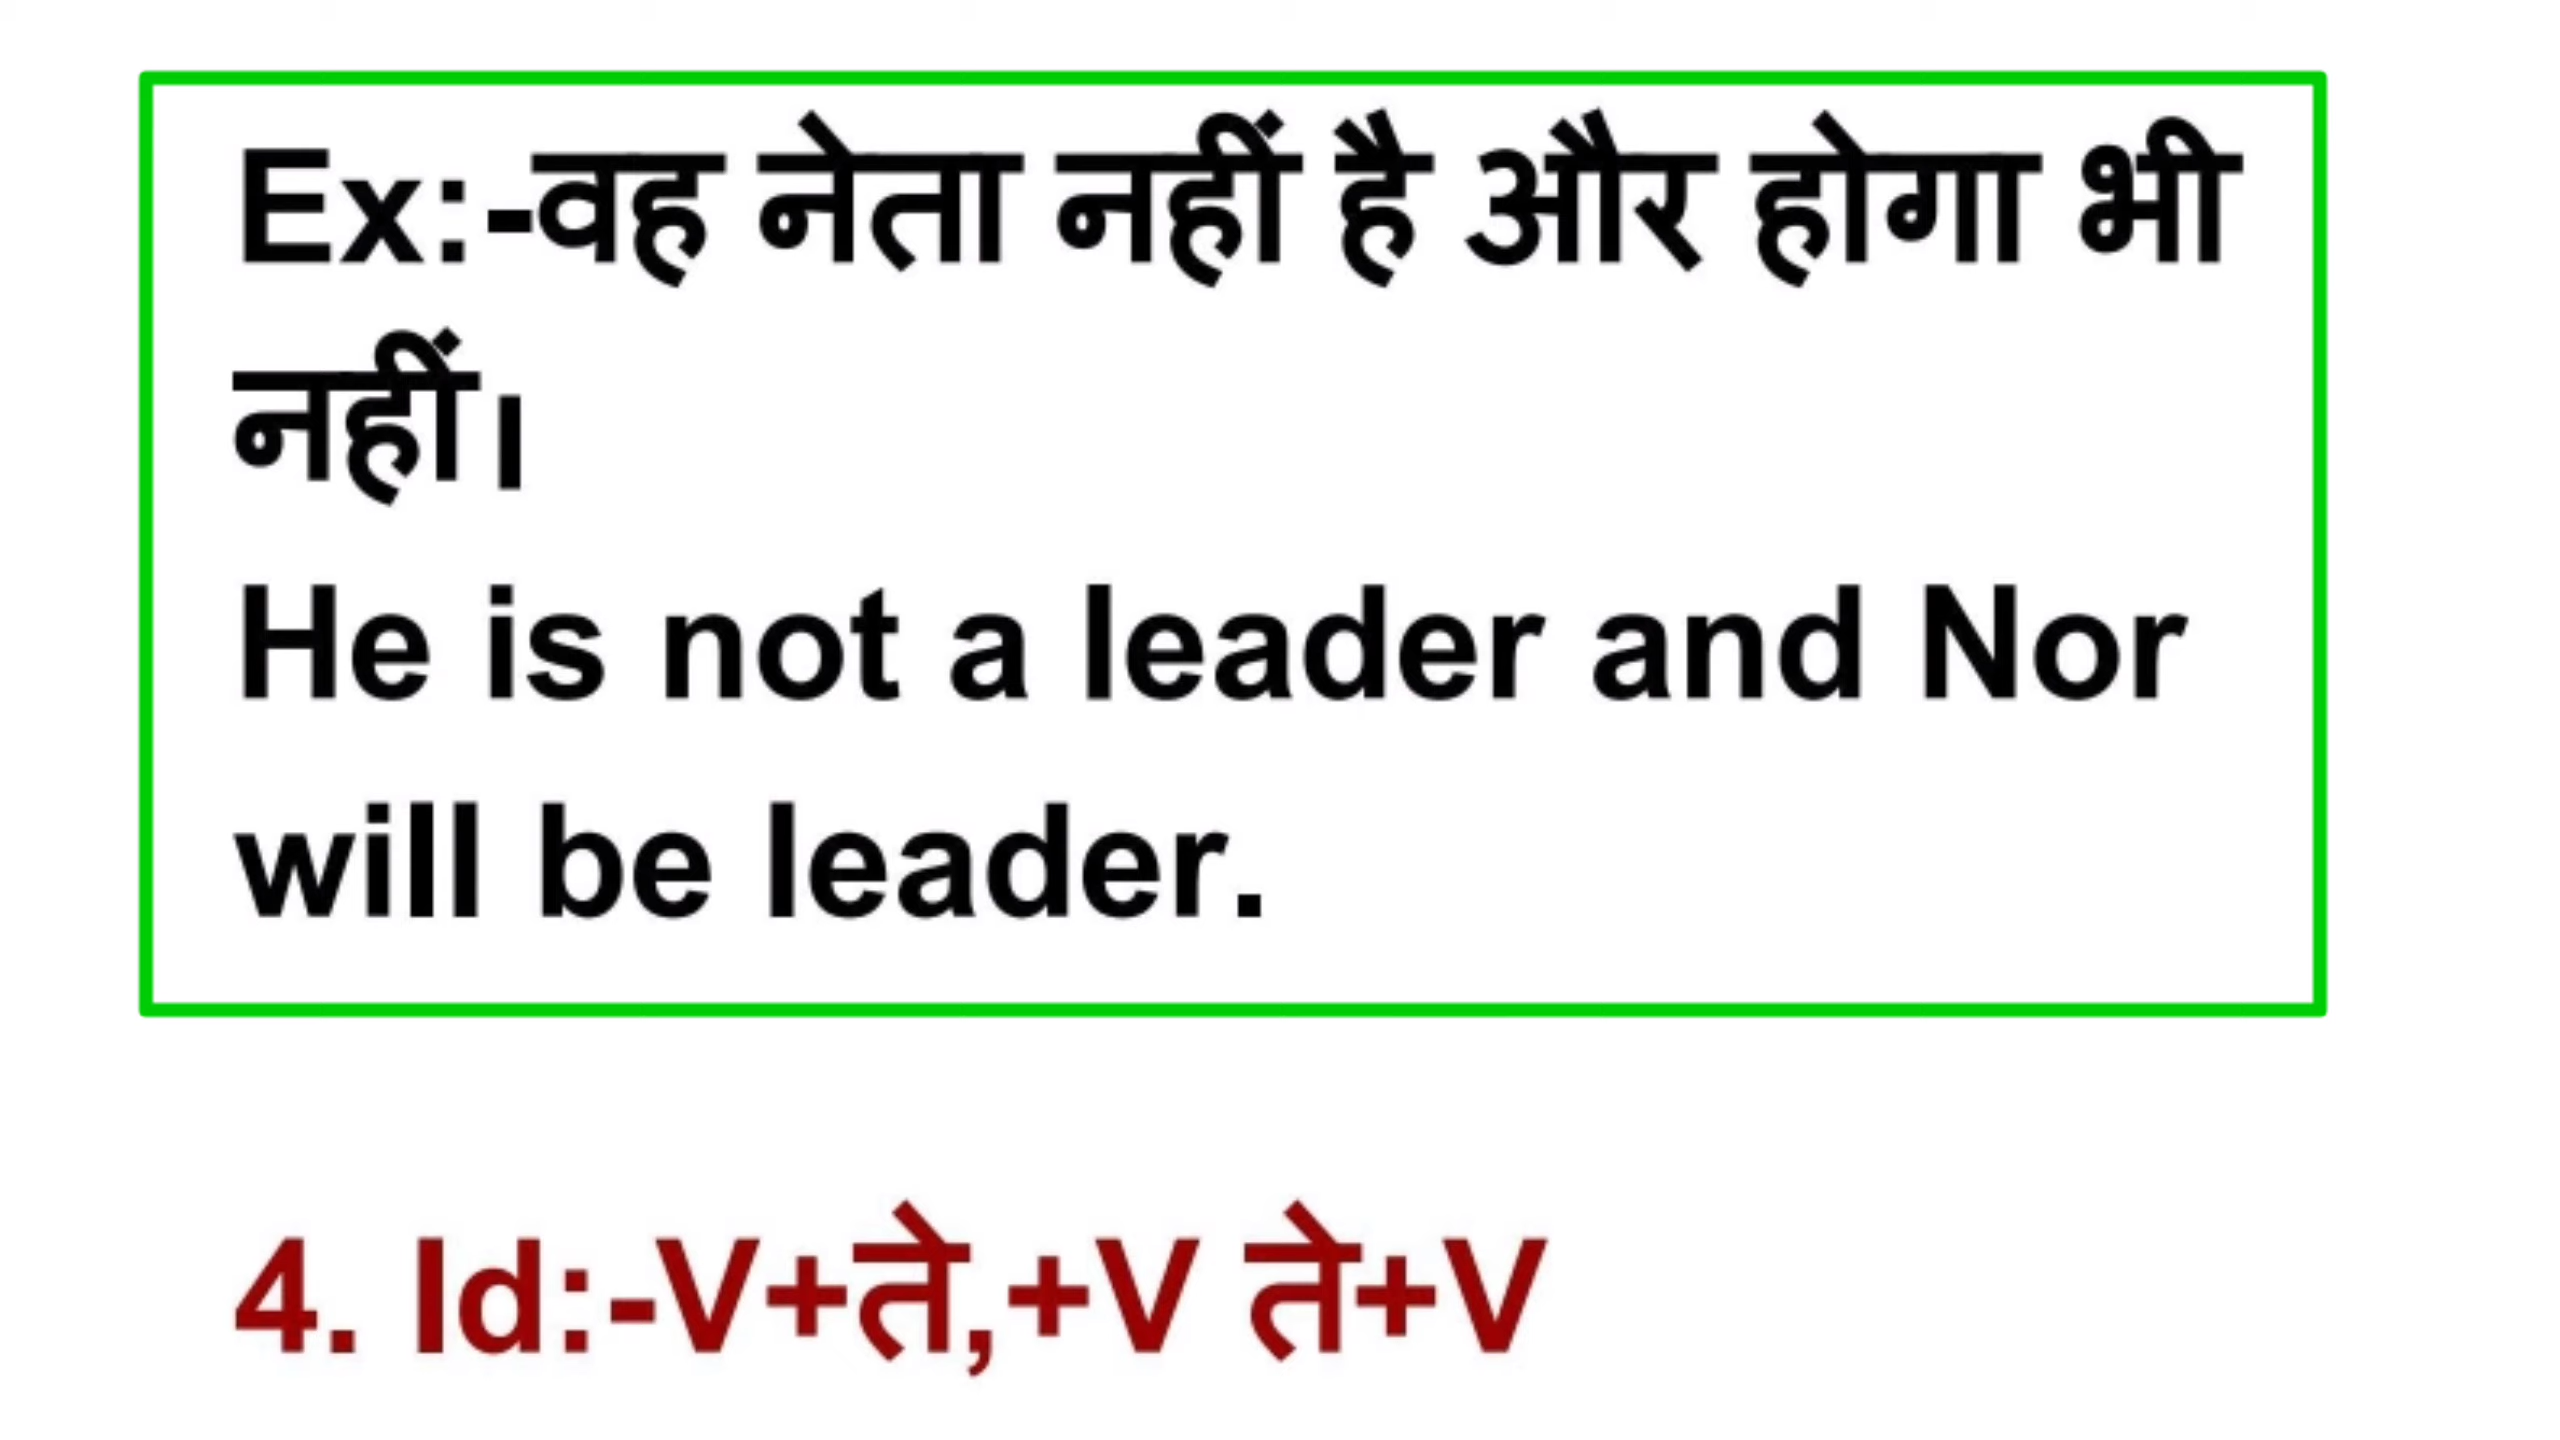 Ex:-वह नेता नहीं है और होगा भी
नहीं।
He is not a leader and Nor
will be leader.
4. Id:-V+ते,+V ते+V